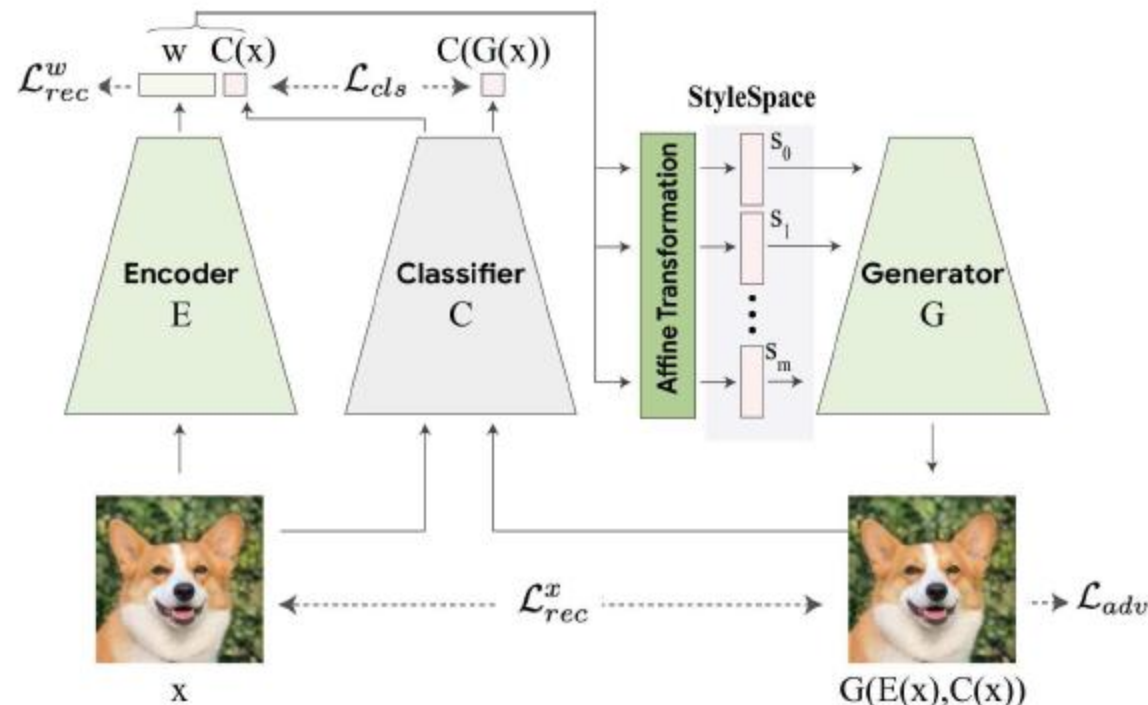 w C(x) C(G(x))
ℒ^w_rec ℒ_cls
StyleSpace
Affine Transformation
s_0
s_1
s_m
Encoder
E
Classifier
C
Generator
G
ℒ^x_rec
ℒ_adv
x
G(E(x),C(x))